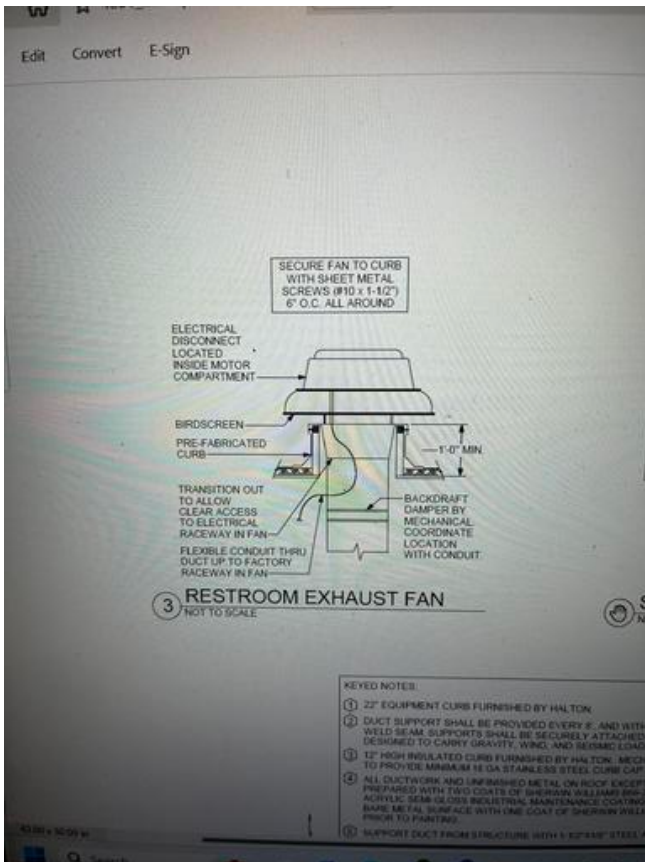 Edit Convert E-Sign
SECURE FAN TO CURB
WITH SHEET METAL
SCREWS (#10 x 1-1/2")
6" O.C. ALL AROUND
ELECTRICAL
DISCONNECT
LOCATED
INSIDE MOTOR
COMPARTMENT
BIRDSCREEN
PRE-FABRICATED
CURB
1'-0" MIN.
TRANSITION OUT
TO ALLOW
CLEAR ACCESS
TO ELECTRICAL
RACEWAY IN FAN
BACKDRAFT
DAMPER BY
MECHANICAL
COORDINATE
LOCATION
WITH CONDUIT
FLEXIBLE CONDUIT THRU
DUCT UP TO FACTORY
RACEWAY IN FAN
3 RESTROOM EXHAUST FAN
NOT TO SCALE
KEYED NOTES:
1 22" EQUIPMENT CURB FURNISHED BY HALTON.
2 DUCT SUPPORT SHALL BE PROVIDED EVERY 8', AND WITH
WELD SEAM. SUPPORTS SHALL BE SECURELY ATTACHED
DESIGNED TO CARRY GRAVITY, WIND, AND SEISMIC LOAD
3 12" HIGH INSULATED CURB FURNISHED BY HALTON.
TO PROVIDE MINIMUM 18 GA STAINLESS STEEL CURB CAP
4 ALL DUCTWORK AND UNFINISHED METAL ON ROOF EXCEPT
PREPARED WITH TWO COATS OF SHERWIN WILLIAMS
ACRYLIC SEMI-GLOSS INDUSTRIAL MAINTENANCE COATING
BARE METAL SURFACE WITH ONE COAT OF SHERWIN
PRIOR TO PAINTING.
5 SUPPORT DUCT FROM STRUCTURE WITH STEEL